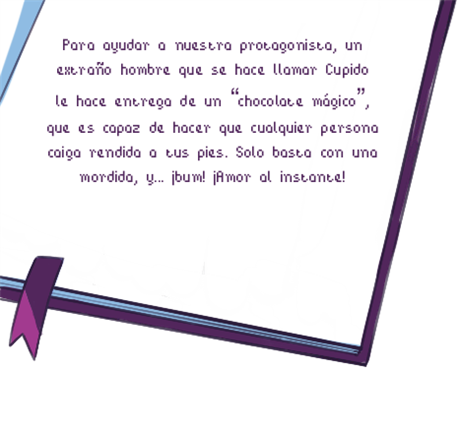 Para ayudar a nuestra protagonista, un
extraño hombre que se hace llamar Cupido
le hace entrega de un “chocolate mágico”,
que es capaz de hacer que cualquier persona
caiga rendida a tus pies. Solo basta con una
mordida, y... ¡bum! ¡Amor al instante!